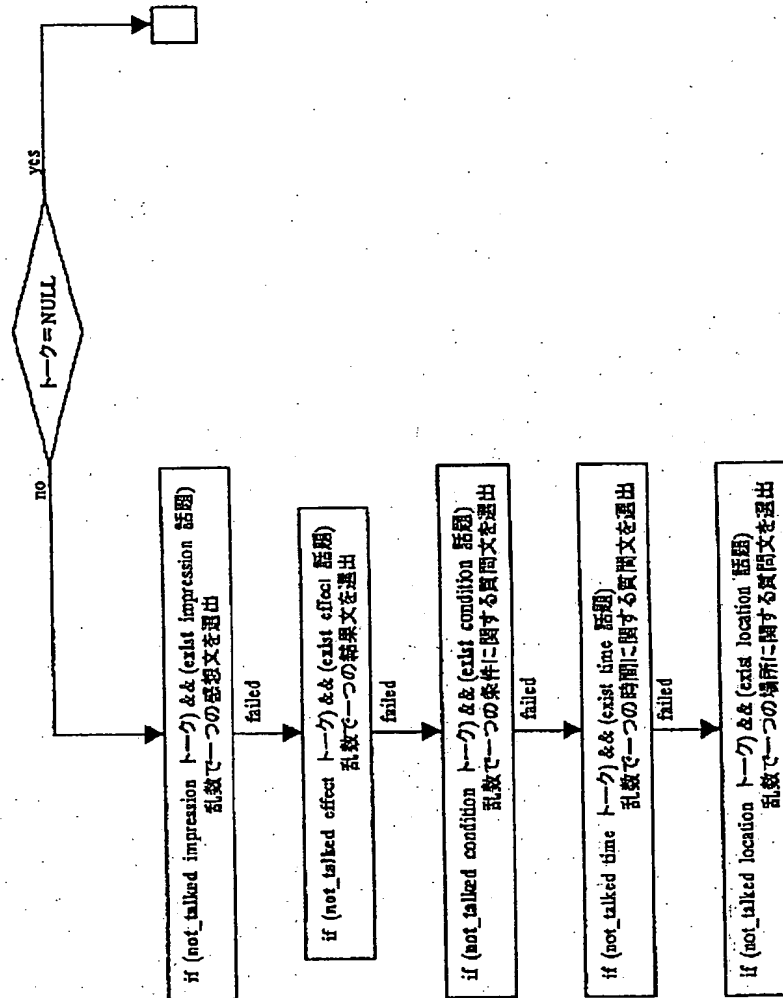 トーク=NULL
yes
no
if (not_talked impression トーク) && (exist impression 話題)
乱数で一つの感想文を選出
failed
if (not_talked effect トーク) && (exist effect 話題)
乱数で一つの結果文を選出
failed
if (not_talked condition トーク) && (exist condition 話題)
乱数で一つの条件に関する質問文を選出
failed
if (not_talked time トーク) && (exist time 話題)
乱数で一つの時間に関する質問文を選出
failed
if (not_talked location トーク) && (exist location 話題)
乱数で一つの場所に関する質問文を選出